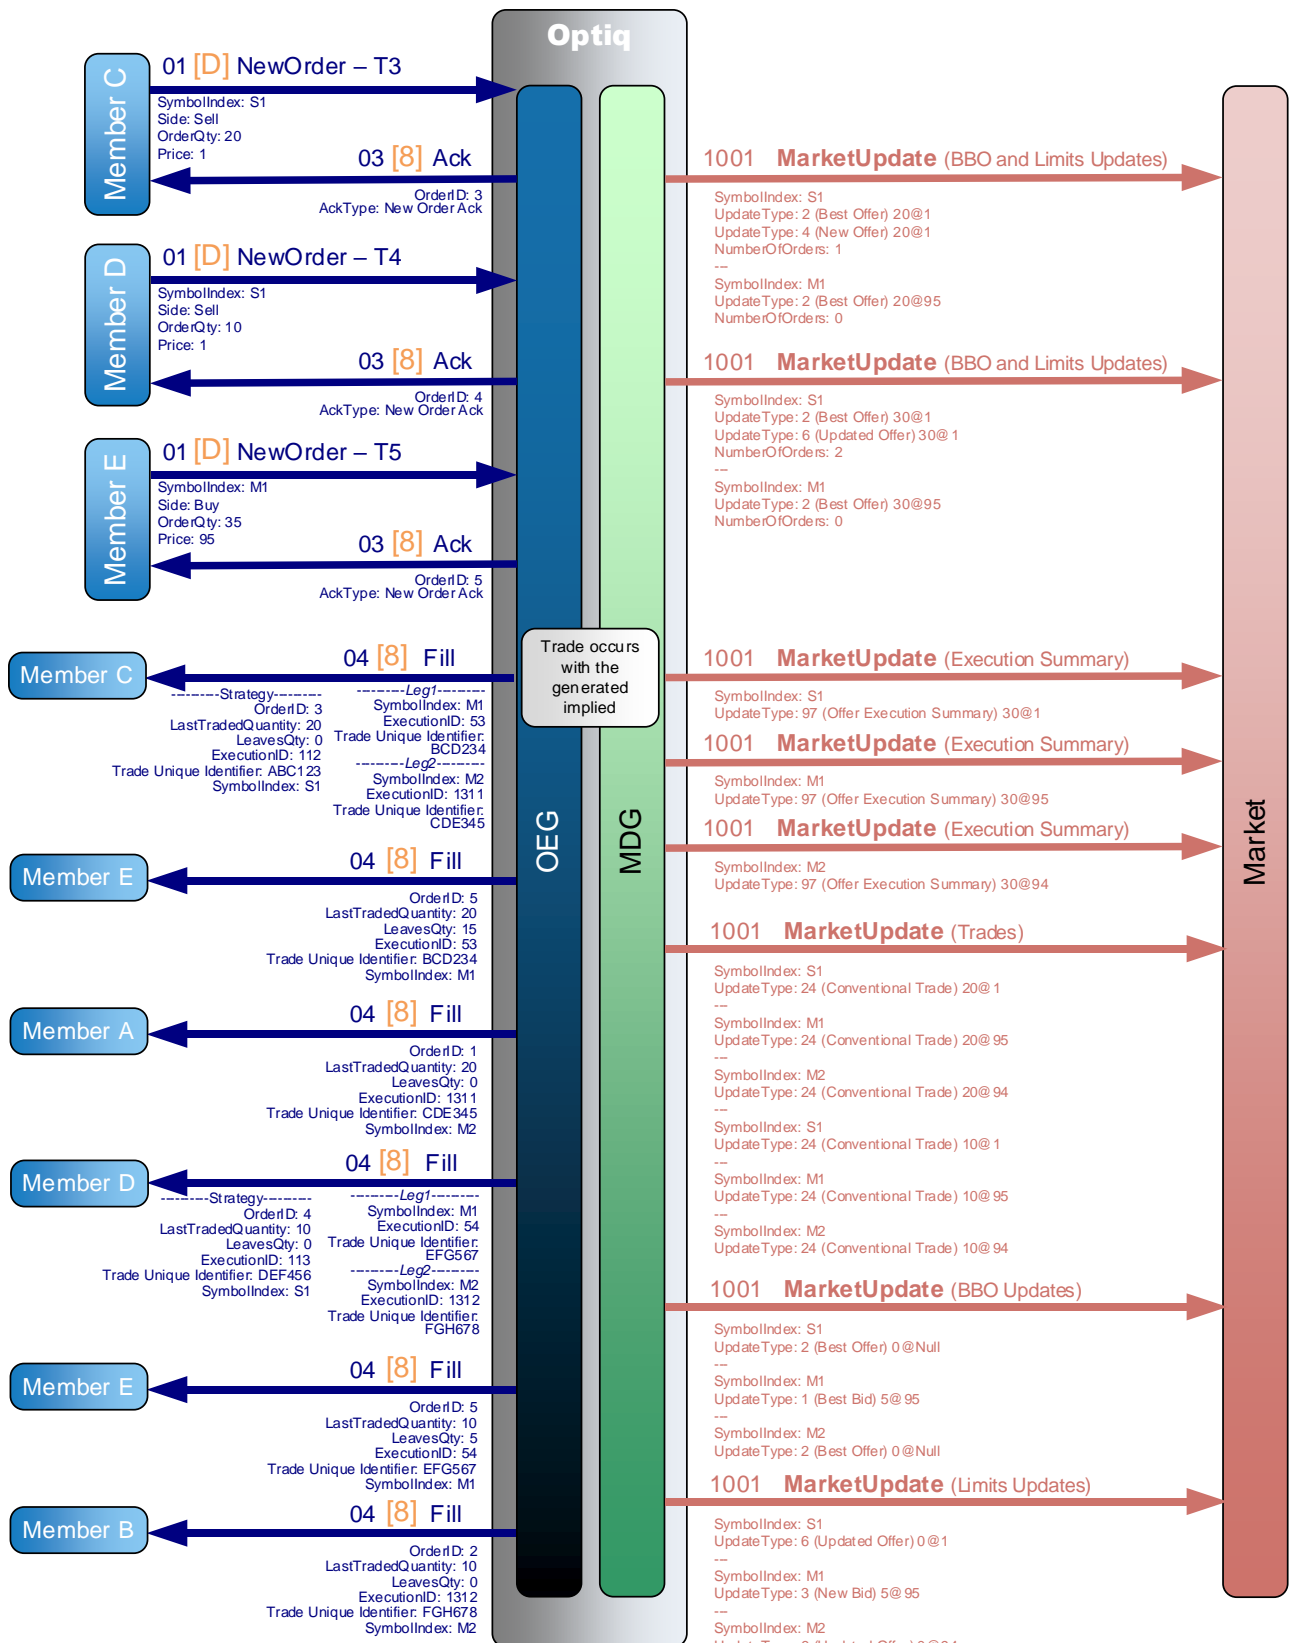 Optiq
Member C
01 [D] NewOrder – T3
SymbolIndex: S1
Side: Sell
OrderQty: 20
Price: 1
03 [8] Ack
OrderID: 3
AckType: New Order Ack
Member D
01 [D] NewOrder – T4
SymbolIndex: S1
Side: Sell
OrderQty: 10
Price: 1
03 [8] Ack
OrderID: 4
AckType: New Order Ack
Member E
01 [D] NewOrder – T5
SymbolIndex: M1
Side: Buy
OrderQty: 35
Price: 95
03 [8] Ack
OrderID: 5
AckType: New Order Ack
Member C
04 [8] Fill
---------Strategy---------
OrderID: 3
LastTradedQuantity: 20
LeavesQty: 0
ExecutionID: 112
Trade Unique Identifier: ABC123
SymbolIndex: S1
---------Leg1---------
SymbolIndex: M1
ExecutionID: 53
Trade Unique Identifier:
BCD234
---------Leg2---------
SymbolIndex: M2
ExecutionID: 1311
Trade Unique Identifier:
CDE345
Member E
04 [8] Fill
OrderID: 5
LastTradedQuantity: 20
LeavesQty: 15
ExecutionID: 53
Trade Unique Identifier: BCD234
SymbolIndex: M1
Member A
04 [8] Fill
OrderID: 1
LastTradedQuantity: 20
LeavesQty: 0
ExecutionID: 1311
Trade Unique Identifier: CDE345
SymbolIndex: M2
Member D
04 [8] Fill
---------Strategy---------
OrderID: 4
LastTradedQuantity: 10
LeavesQty: 0
ExecutionID: 113
Trade Unique Identifier: DEF456
SymbolIndex: S1
---------Leg1---------
SymbolIndex: M1
ExecutionID: 54
Trade Unique Identifier:
EFG567
---------Leg2---------
SymbolIndex: M2
ExecutionID: 1312
Trade Unique Identifier:
FGH678
Member E
04 [8] Fill
OrderID: 5
LastTradedQuantity: 10
LeavesQty: 5
ExecutionID: 54
Trade Unique Identifier: EFG567
SymbolIndex: M1
Member B
04 [8] Fill
OrderID: 2
LastTradedQuantity: 10
LeavesQty: 0
ExecutionID: 1312
Trade Unique Identifier: FGH678
SymbolIndex: M2
Trade occurs
with the
generated
implied
OEG
MDG
1001 MarketUpdate (BBO and Limits Updates)
SymbolIndex: S1
UpdateType: 2 (Best Offer) 20@1
UpdateType: 4 (New Offer) 20@1
NumberOfOrders: 1
---
SymbolIndex: M1
UpdateType: 2 (Best Offer) 20@95
NumberOfOrders: 0
1001 MarketUpdate (BBO and Limits Updates)
SymbolIndex: S1
UpdateType: 2 (Best Offer) 30@1
UpdateType: 6 (Updated Offer) 30@1
NumberOfOrders: 2
---
SymbolIndex: M1
UpdateType: 2 (Best Offer) 30@95
NumberOfOrders: 0
1001 MarketUpdate (Execution Summary)
SymbolIndex: S1
UpdateType: 97 (Offer Execution Summary) 30@1
1001 MarketUpdate (Execution Summary)
SymbolIndex: M1
UpdateType: 97 (Offer Execution Summary) 30@95
1001 MarketUpdate (Execution Summary)
SymbolIndex: M2
UpdateType: 97 (Offer Execution Summary) 30@94
1001 MarketUpdate (Trades)
SymbolIndex: S1
UpdateType: 24 (Conventional Trade) 20@1
---
SymbolIndex: M1
UpdateType: 24 (Conventional Trade) 20@95
---
SymbolIndex: M2
UpdateType: 24 (Conventional Trade) 20@94
---
SymbolIndex: S1
UpdateType: 24 (Conventional Trade) 10@1
---
SymbolIndex: M1
UpdateType: 24 (Conventional Trade) 10@95
---
SymbolIndex: M2
UpdateType: 24 (Conventional Trade) 10@94
1001 MarketUpdate (BBO Updates)
SymbolIndex: S1
UpdateType: 2 (Best Offer) 0@Null
---
SymbolIndex: M1
UpdateType: 1 (Best Bid) 5@95
---
SymbolIndex: M2
UpdateType: 2 (Best Offer) 0@Null
1001 MarketUpdate (Limits Updates)
SymbolIndex: S1
UpdateType: 6 (Updated Offer) 0@1
---
SymbolIndex: M1
UpdateType: 3 (New Bid) 5@95
---
SymbolIndex: M2
Market